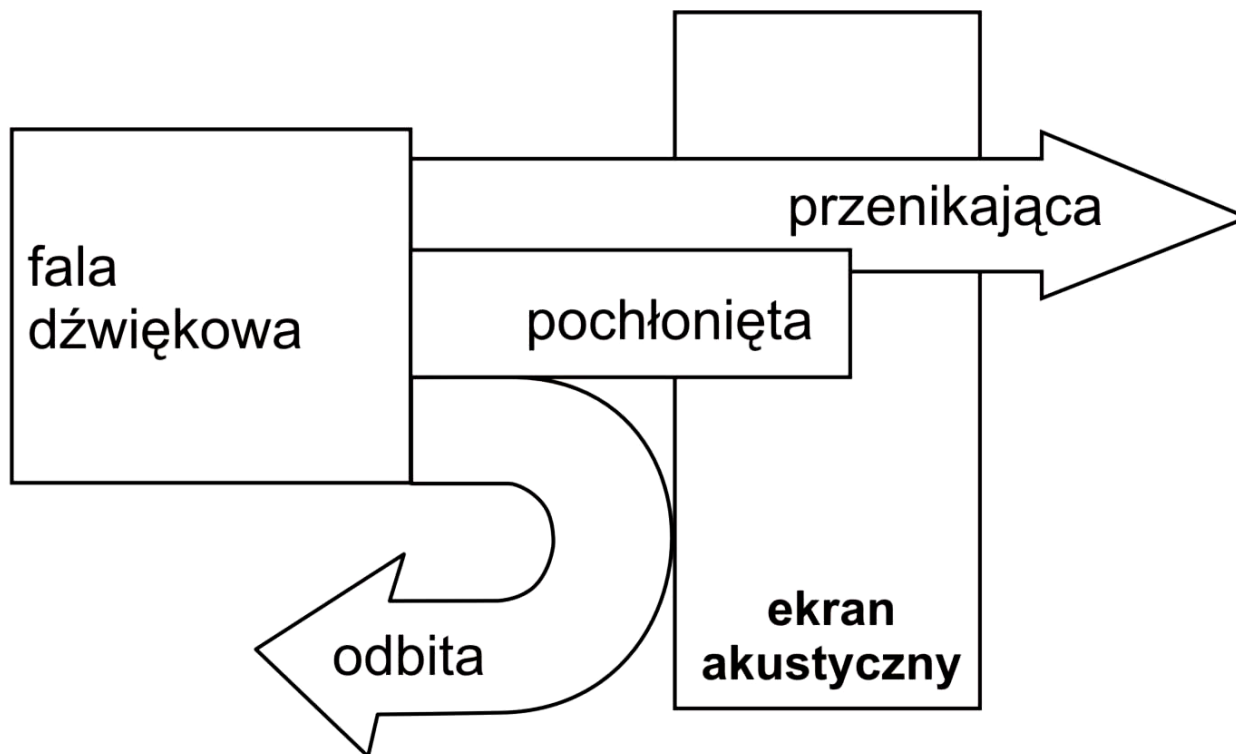 przenikająca
fala
dźwiękowa
pochłonięta
odbita
ekran
akustyczny